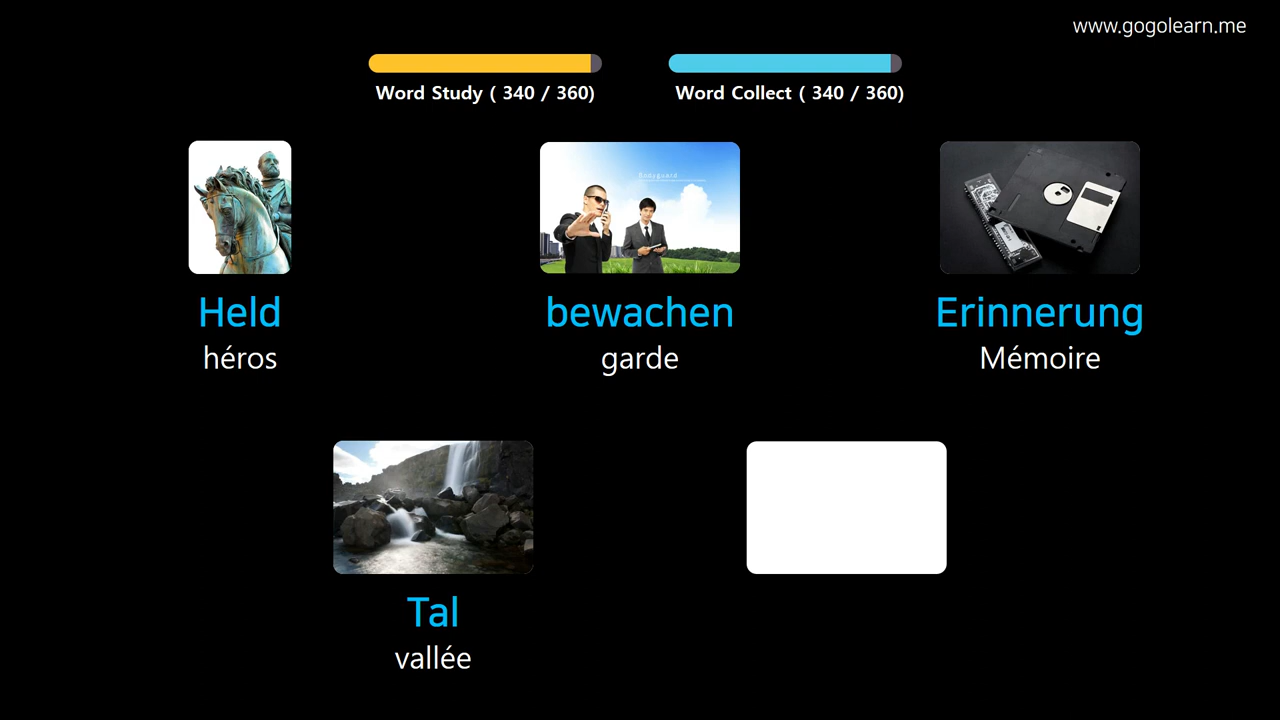 www.gogolearn.me
Word Study ( 340 / 360)
Word Collect ( 340 / 360)
Held
héros
bewachen
garde
Erinnerung
Mémoire
Tal
vallée